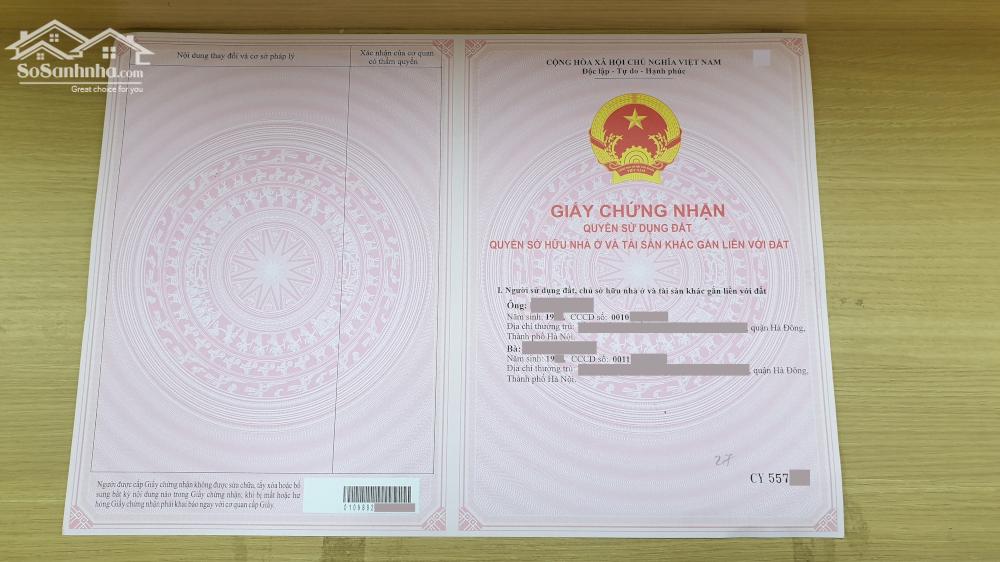 SoSanhnha.com
Great choice for you
Nội dung thay đổi và cơ sở pháp lý
Xác nhận của cơ quan
có thẩm quyền
Người được cấp Giấy chứng nhận không được sửa chữa, tẩy xóa hoặc bổ
sung bất kỳ nội dung nào trong Giấy chứng nhận; khi bị mất hoặc hư
hỏng Giấy chứng nhận phải khai báo ngay với cơ quan cấp Giấy.
0109892
CỘNG HÒA XÃ HỘI CHỦ NGHĨA VIỆT NAM
Độc lập - Tự do - Hạnh phúc
VIỆT NAM
GIẤY CHỨNG NHẬN
QUYỀN SỬ DỤNG ĐẤT
QUYỀN SỞ HỮU NHÀ Ở VÀ TÀI SẢN KHÁC GẮN LIỀN VỚI ĐẤT
I. Người sử dụng đất, chủ sở hữu nhà ở và tài sản khác gắn liền với đất
Ông:
Năm sinh: 19 , CCCD số: 0010
Địa chỉ thường trú: , quận Hà Đông,
Thành phố Hà Nội.
Bà:
Năm sinh: 19 , CCCD số: 0011
Địa chỉ thường trú , quận Hà Đông,
Thành phố Hà Nội.
27
CY 557